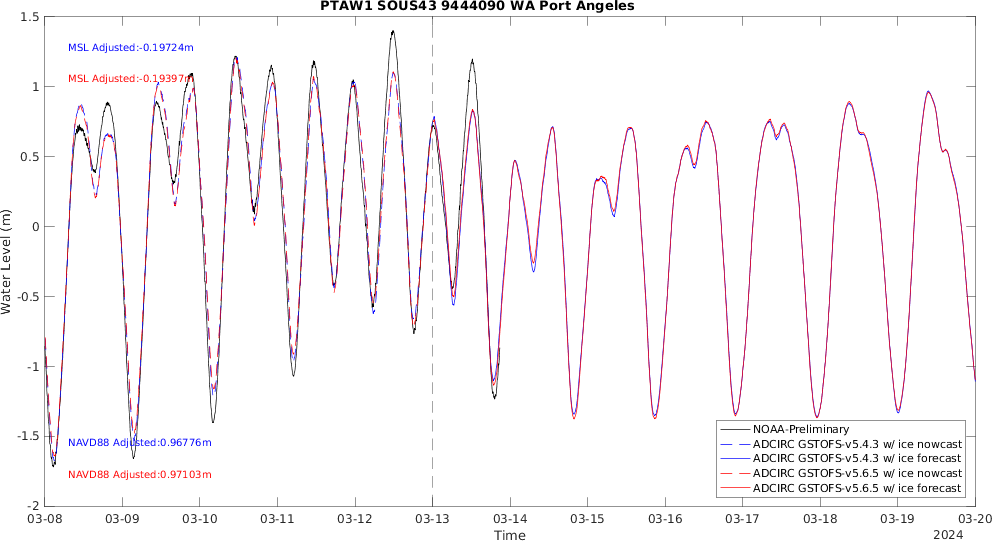 PTAW1 SOUS43 9444090 WA Port Angeles
1.5
1
0.5
0
-0.5
-1
-1.5
-2
Water Level (m)
MSL Adjusted:-0.19724m
MSL Adjusted:-0.19397m
NAVD88 Adjusted:0.96776m
NAVD88 Adjusted:0.97103m
NOAA-Preliminary
ADCIRC GSTOFS-v5.4.3 w/ ice nowcast
ADCIRC GSTOFS-v5.4.3 w/ ice forecast
ADCIRC GSTOFS-v5.6.5 w/ ice nowcast
ADCIRC GSTOFS-v5.6.5 w/ ice forecast
03-08 03-09 03-10 03-11 03-12 03-13 03-14 03-15 03-16 03-17 03-18 03-19 03-20
Time
2024